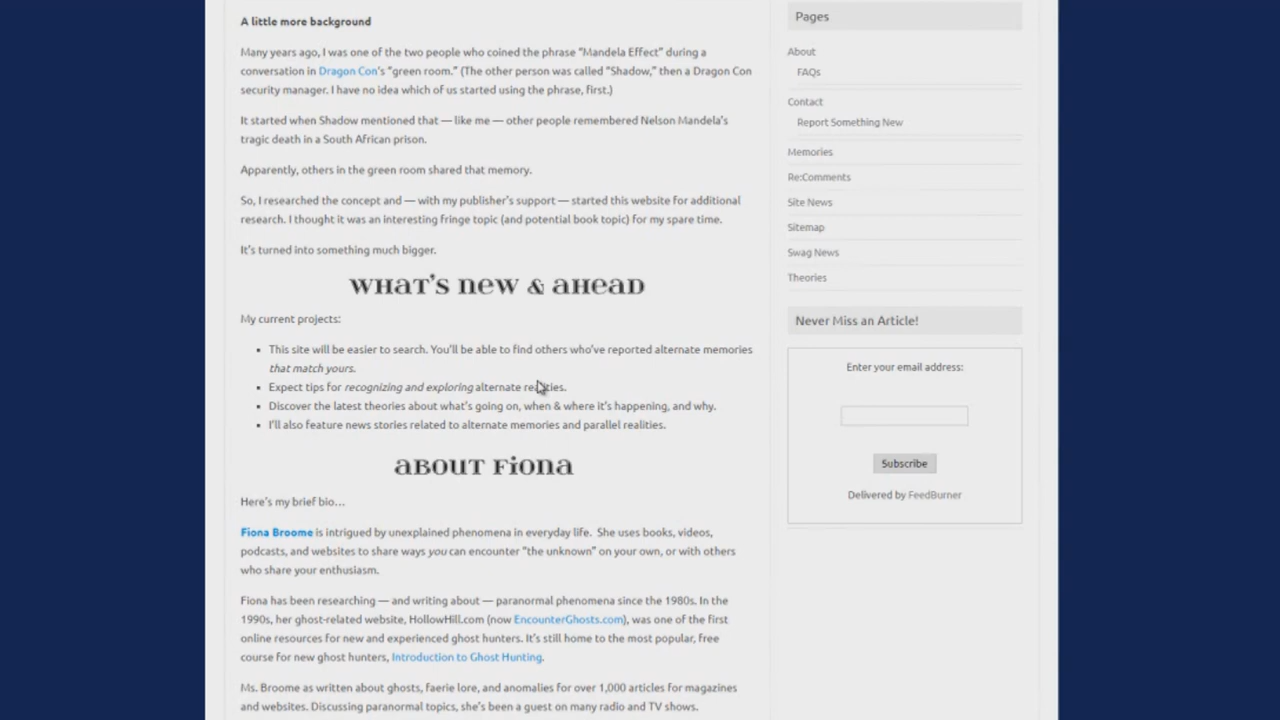 A little more background
Many years ago, I was one of the two people who coined the phrase “Mandela Effect” during a
conversation in Dragon Con's “green room.” (The other person was called “Shadow,” then a Dragon Con
security manager. I have no idea which of us started using the phrase, first.)
It started when Shadow mentioned that — like me — other people remembered Nelson Mandela's
tragic death in a South African prison.
Apparently, others in the green room shared that memory.
So, I researched the concept and — with my publisher's support — started this website for additional
research. I thought it was an interesting fringe topic (and potential book topic) for my spare time.
It's turned into something much bigger.
What's New & Ahead
My current projects:
▪ This site will be easier to search. You'll be able to find others who've reported alternate memories
that match yours.
▪ Expect tips for recognizing and exploring alternate realities.
▪ Discover the latest theories about what's going on, when & where it's happening, and why.
▪ I'll also feature news stories related to alternate memories and parallel realities.
About Fiona
Here's my brief bio…
Fiona Broome is intrigued by unexplained phenomena in everyday life. She uses books, videos,
podcasts, and websites to share ways you can encounter “the unknown” on your own, or with others
who share your enthusiasm.
Fiona has been researching — and writing about — paranormal phenomena since the 1980s. In the
1990s, her ghost-related website, HollowHill.com (now EncounterGhosts.com), was one of the first
online resources for new and experienced ghost hunters. It's still home to the most popular, free
course for new ghost hunters, Introduction to Ghost Hunting.
Ms. Broome as written about ghosts, faerie lore, and anomalies for over 1,000 articles for magazines
and websites. Discussing paranormal topics, she's been a guest on many radio and TV shows.
Pages
About
FAQs
Contact
Report Something New
Memories
Re:Comments
Site News
Sitemap
Swag News
Theories
Never Miss an Article!
Enter your email address:
Subscribe
Delivered by FeedBurner